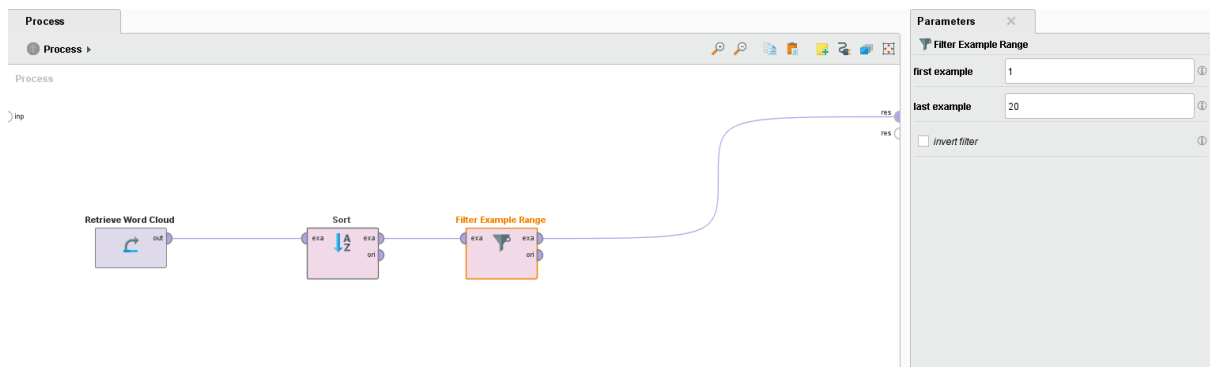 Process
Process
Process
inp
res
res
Retrieve Word Cloud
out
Sort
exa
exa
ori
A
Z
Filter Example Range
exa
exa
ori
Parameters
Filter Example Range
first example
1
last example
20
invert filter